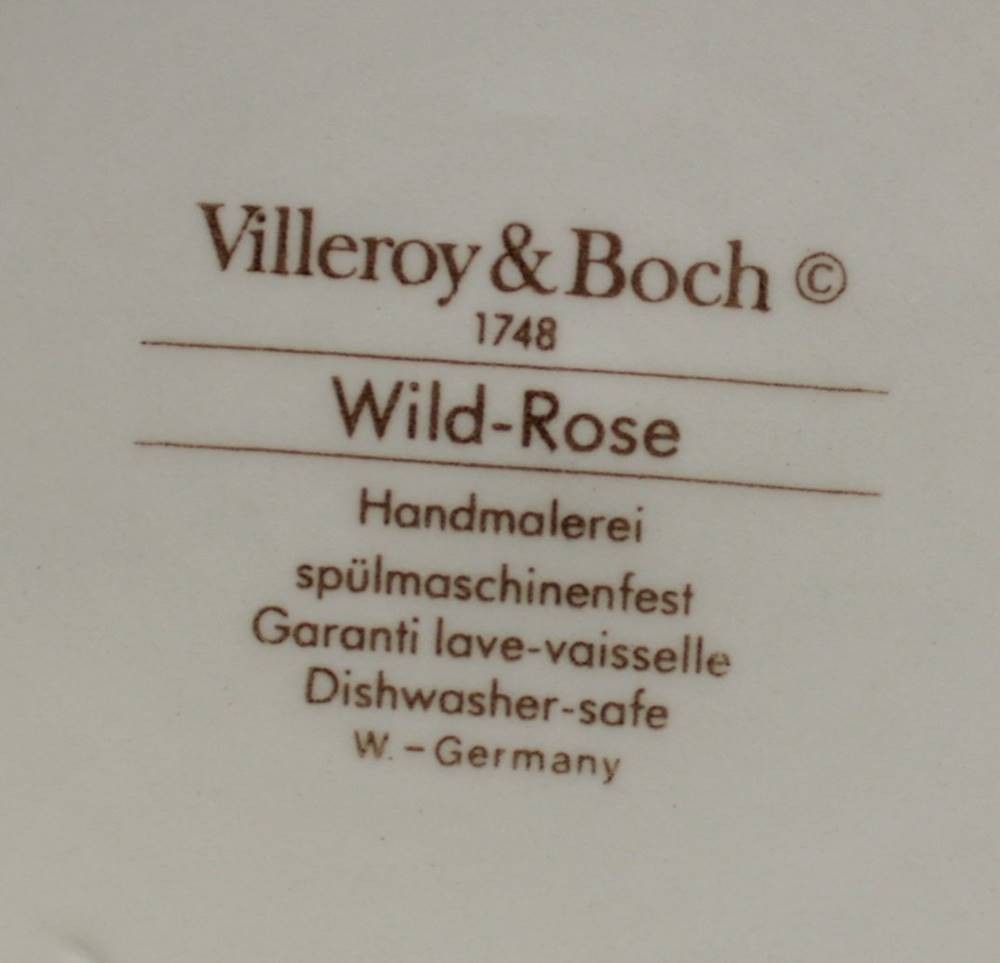 Villeroy & Boch ©
1748
Wild-Rose
Handmalerei
spülmaschinenfest
Garanti lave-vaisselle
Dishwasher-safe
W. – Germany